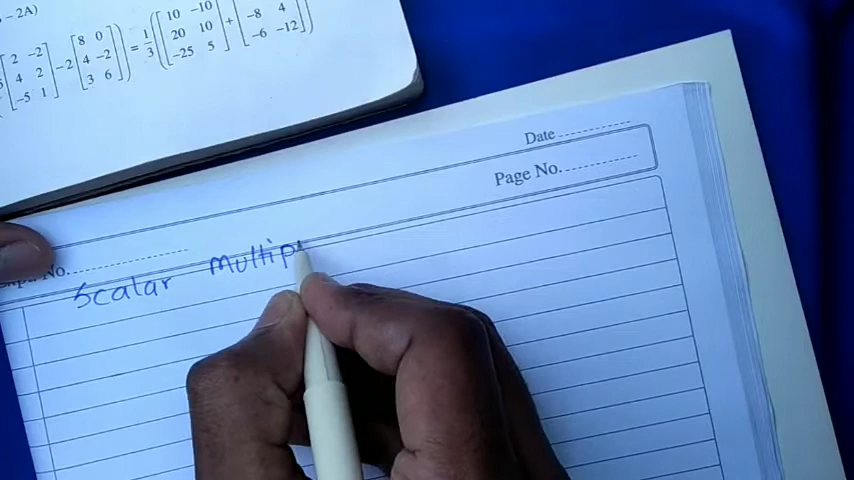 - 2A)
2 -2 8 0 10 -10 -8 4
4 2 -2 4 -2 = 1/3 20 10 +
-5 1 3 6 -25 5 -6 -12
Date
Page No.
No.
Scalar multip